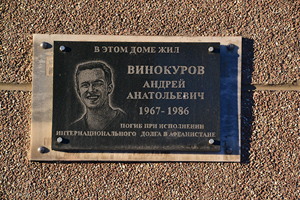 В ЭТОМ ДОМЕ ЖИЛ
ВИНОКУРОВ
АНДРЕЙ
АНАТОЛЬЕВИЧ
1967-1986
ПОГИБ ПРИ ИСПОЛНЕНИИ
ИНТЕРНАЦИОНАЛЬНОГО ДОЛГА В АФГАНИСТАНЕ